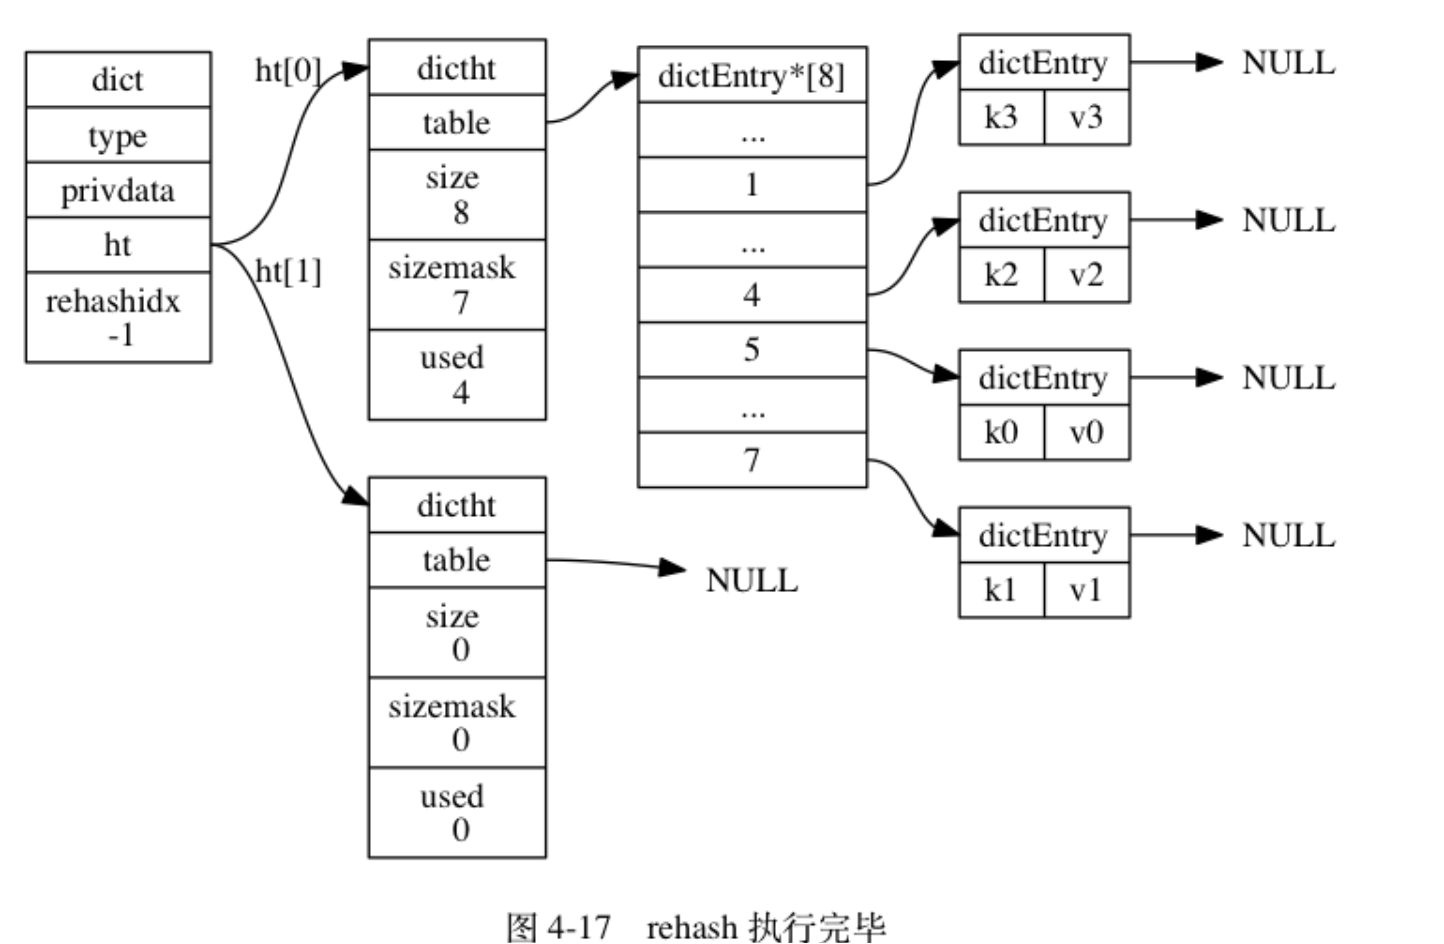 dict
type
privdata
ht
rehashidx
-1
ht[0]
ht[1]
dictht
table
size
8
sizemask
7
used
4
dictht
table
size
0
sizemask
0
used
0
dictEntry*[8]
...
1
...
4
5
...
7
NULL
dictEntry
k3 v3
NULL
dictEntry
k2 v2
NULL
dictEntry
k0 v0
NULL
dictEntry
k1 v1
NULL
图 4-17 rehash 执行完毕